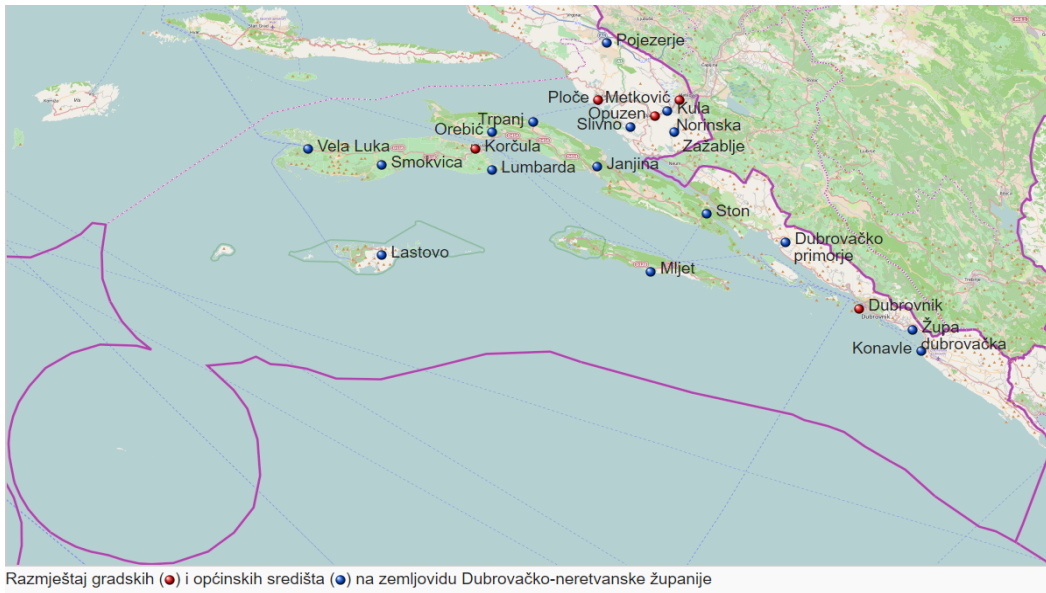 Pojezerje
Ploče
Metković
Opuzen
Kula
Norinska
Slivno
Zažablje
Trpanj
Orebić
Korčula
Vela Luka
Smokvica
Lumbarda
Janjina
Ston
Dubrovačko
primorje
Lastovo
Mljet
Dubrovnik
Dubrovnik
Župa
dubrovačka
Konavle
Razmještaj gradskih (●) i općinskih središta (●) na zemljovidu Dubrovačko-neretvanske županije